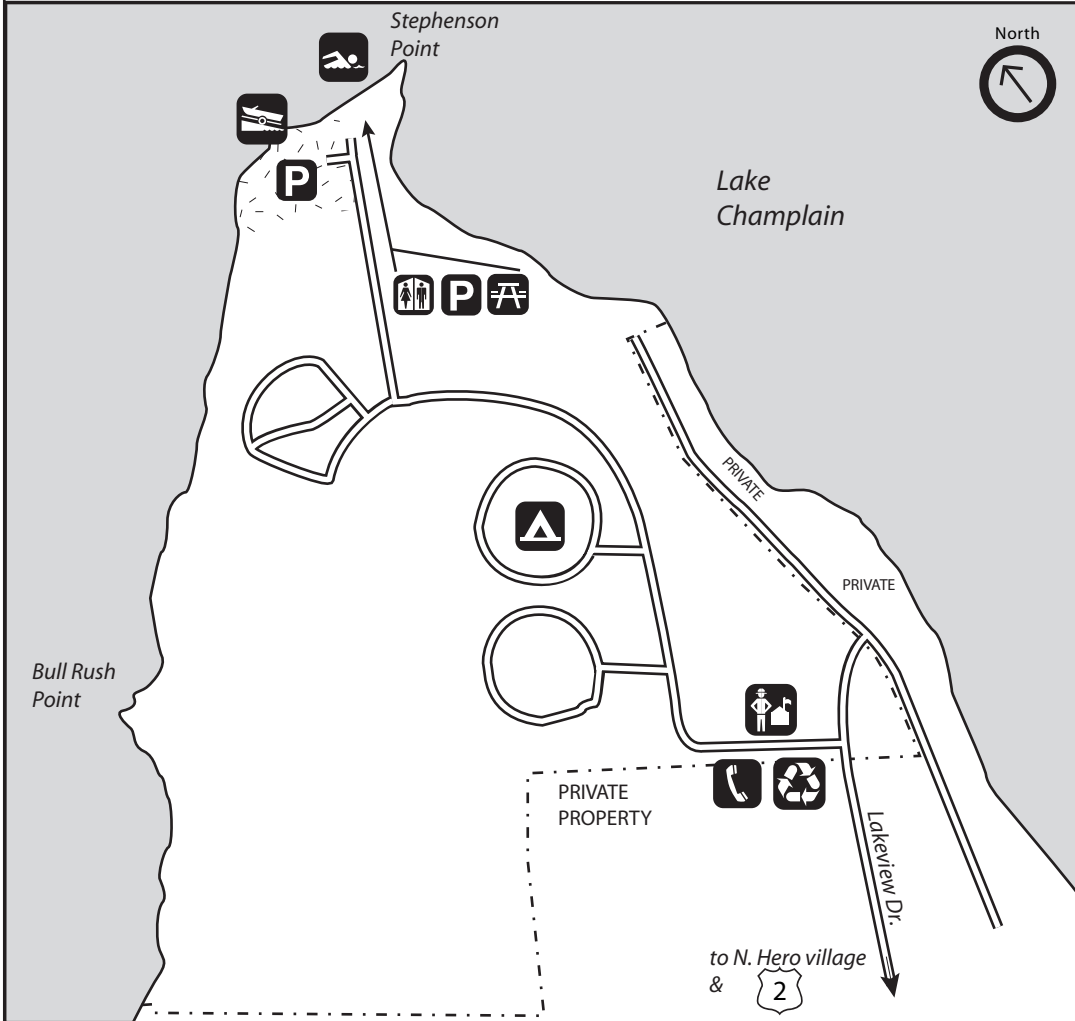 Stephenson
Point
North
Lake
Champlain
P
P
PRIVATE
PRIVATE
Bull Rush
Point
PRIVATE
PROPERTY
Lakeview Dr.
to N. Hero village
&
2